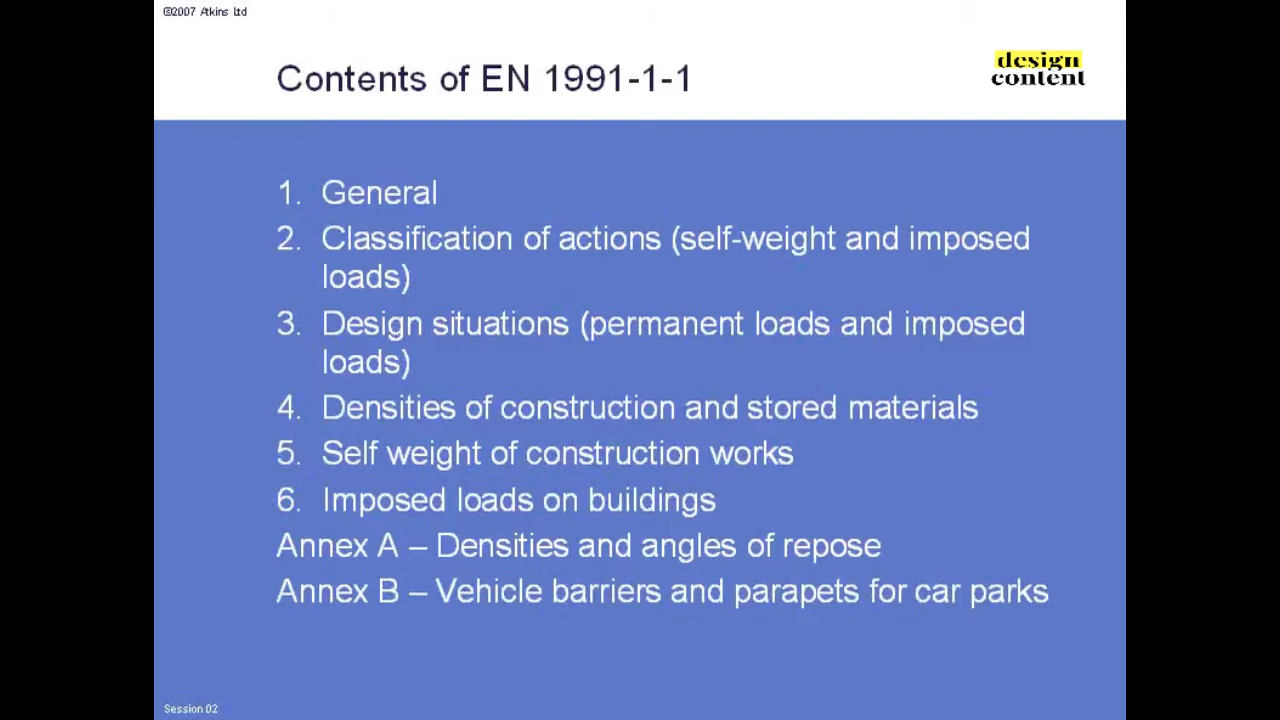 ©2007 Atkins Ltd
Contents of EN 1991-1-1
design
content
1. General
2. Classification of actions (self-weight and imposed
loads)
3. Design situations (permanent loads and imposed
loads)
4. Densities of construction and stored materials
5. Self weight of construction works
6. Imposed loads on buildings
Annex A – Densities and angles of repose
Annex B – Vehicle barriers and parapets for car parks
Session 02